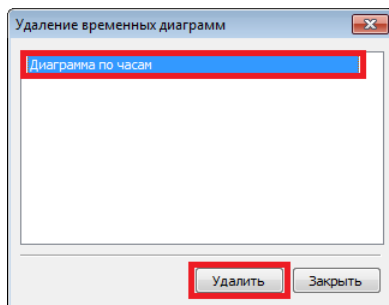 Удаление временных диаграмм
Диаграмма по часам
Удалить Закрыть